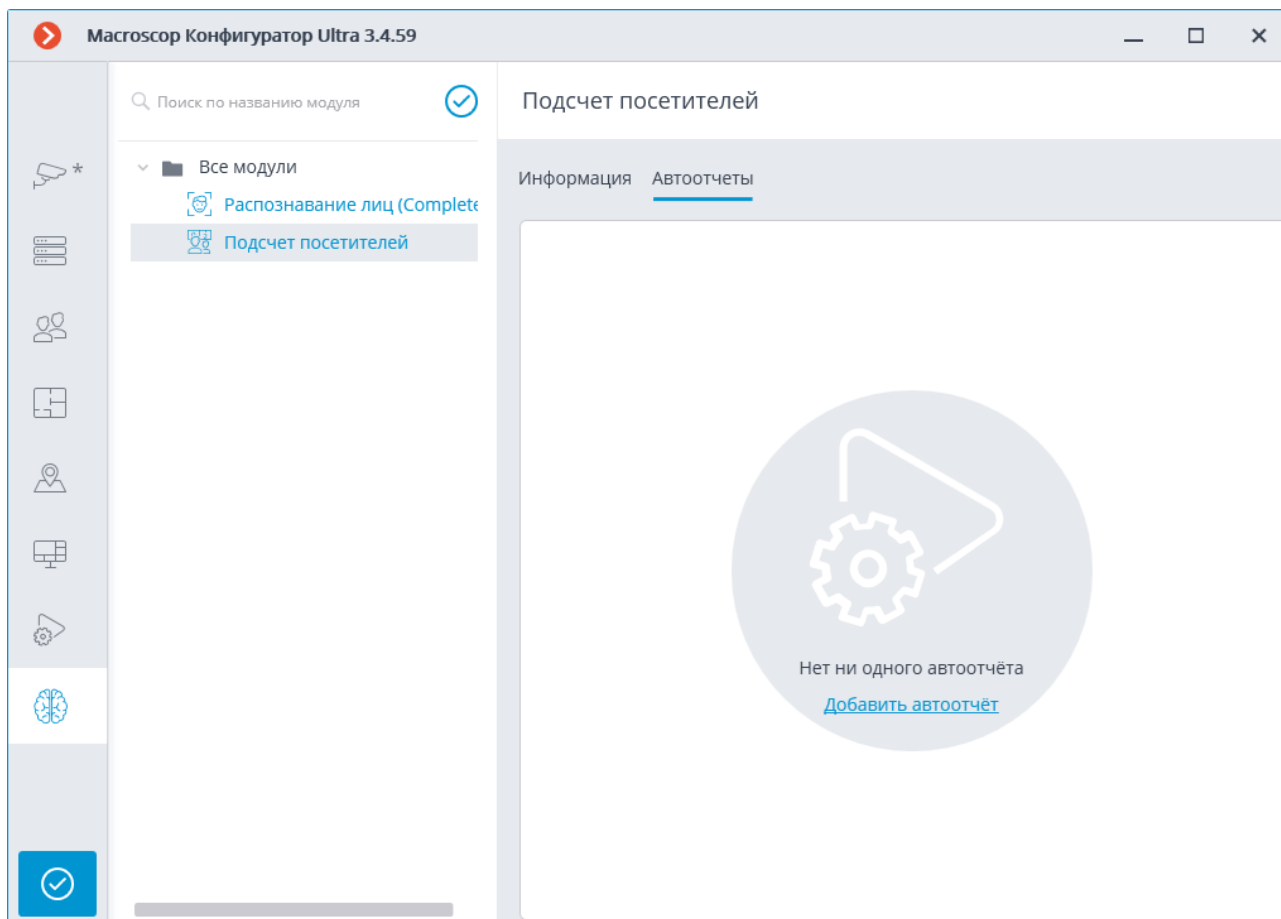 Macroscop Конфигуратор Ultra 3.4.59
Поиск по названию модуля
*
Все модули
Распознавание лиц (Complete
Подсчет посетителей
Подсчет посетителей
Информация Автоотчеты
Нет ни одного автоотчёта
Добавить автоотчёт